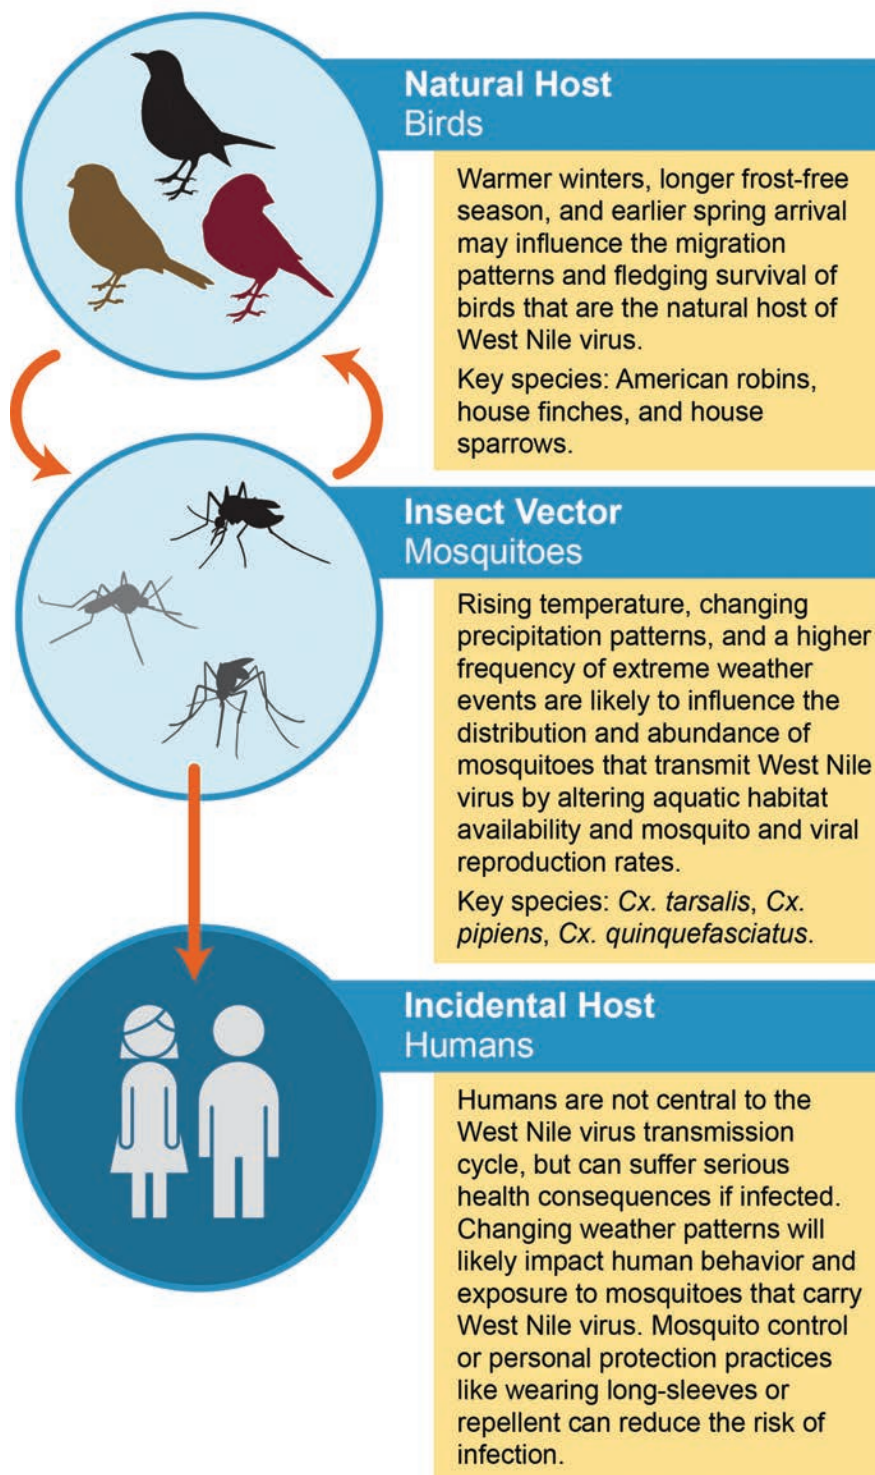 Natural Host
Birds
Warmer winters, longer frost-free
season, and earlier spring arrival
may influence the migration
patterns and fledging survival of
birds that are the natural host of
West Nile virus.
Key species: American robins,
house finches, and house
sparrows.
Insect Vector
Mosquitoes
Rising temperature, changing
precipitation patterns, and a higher
frequency of extreme weather
events are likely to influence the
distribution and abundance of
mosquitoes that transmit West Nile
virus by altering aquatic habitat
availability and mosquito and viral
reproduction rates.
Key species: Cx. tarsalis, Cx.
pipiens, Cx. quinquefasciatus.
Incidental Host
Humans
Humans are not central to the
West Nile virus transmission
cycle, but can suffer serious
health consequences if infected.
Changing weather patterns will
likely impact human behavior and
exposure to mosquitoes that carry
West Nile virus. Mosquito control
or personal protection practices
like wearing long-sleeves or
repellent can reduce the risk of
infection.